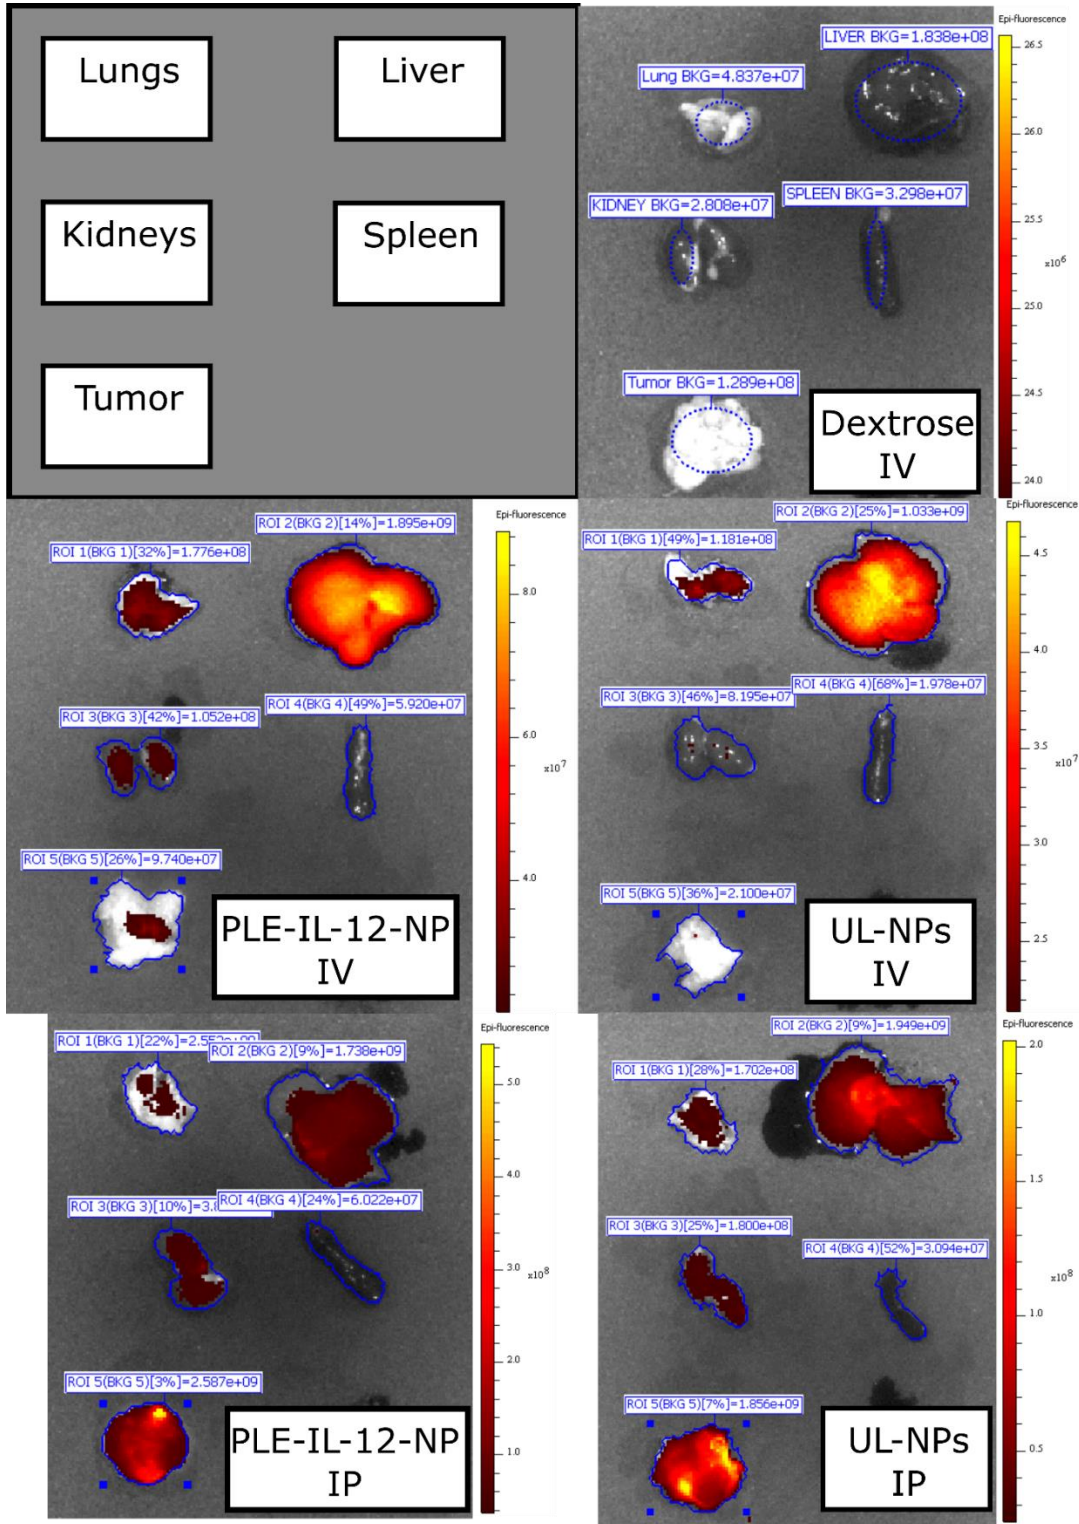 Lungs
Liver
Kidneys
Spleen
Tumor
Epi-fluorescence
LIVER BKG=1.838e+08
Lung BKG=4.837e+07
KIDNEY BKG=2.808e+07
SPLEEN BKG=3.298e+07
Tumor BKG=1.289e+08
Dextrose
IV
26.5
26.0
25.5
x10⁶
25.0
24.5
24.0
Epi-fluorescence
ROI 2(BKG 2)[14%]=1.895e+09
ROI 1(BKG 1)[32%]=1.776e+08
ROI 3(BKG 3)[42%]=1.052e+08
ROI 4(BKG 4)[49%]=5.920e+07
ROI 5(BKG 5)[26%]=9.740e+07
PLE-IL-12-NP
IV
8.0
6.0
x10⁷
4.0
Epi-fluorescence
ROI 2(BKG 2)[25%]=1.033e+09
ROI 1(BKG 1)[49%]=1.181e+08
ROI 3(BKG 3)[46%]=8.195e+07
ROI 4(BKG 4)[68%]=1.978e+07
ROI 5(BKG 5)[36%]=2.100e+07
UL-NPs
IV
4.5
4.0
3.5
x10⁷
3.0
2.5
Epi-fluorescence
ROI 1(BKG 1)[22%]
ROI 2(BKG 2)[9%]=1.738e+09
ROI 3(BKG 3)[10%]
ROI 4(BKG 4)[24%]=6.022e+07
ROI 5(BKG 5)[3%]=2.587e+09
PLE-IL-12-NP
IP
5.0
4.0
3.0
x10⁸
2.0
1.0
Epi-fluorescence
ROI 2(BKG 2)[9%]=1.949e+09
ROI 1(BKG 1)[28%]=1.702e+08
ROI 3(BKG 3)[25%]=1.800e+08
ROI 4(BKG 4)[52%]=3.094e+07
ROI 5(BKG 5)[7%]=1.856e+09
UL-NPs
IP
2.0
1.5
x10⁸
1.0
0.5